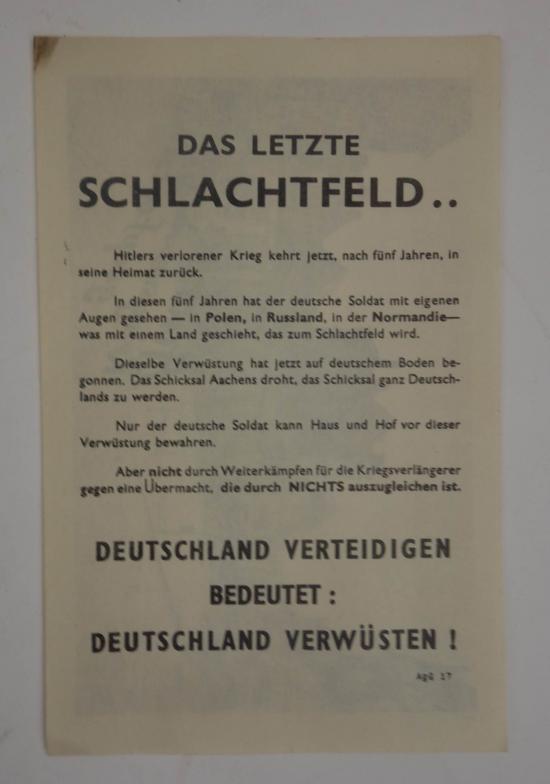 DAS LETZTE
SCHLACHTFELD..
Hitlers verlorener Krieg kehrt jetzt, nach fünf Jahren, in
seine Heimat zurück.
In diesen fünf Jahren hat der deutsche Soldat mit eigenen
Augen gesehen — in Polen, in Russland, in der Normandie—
was mit einem Land geschieht, das zum Schlachtfeld wird.
Dieselbe Verwüstung hat jetzt auf deutschem Boden be-
gonnen. Das Schicksal Aachens droht, das Schicksal ganz Deutsch-
lands zu werden.
Nur der deutsche Soldat kann Haus und Hof vor dieser
Verwüstung bewahren.
Aber nicht durch Weiterkämpfen für die Kriegsverlängerer
gegen eine Übermacht, die durch NICHTS auszugleichen ist.
DEUTSCHLAND VERTEIDIGEN
BEDEUTET :
DEUTSCHLAND VERWÜSTEN !